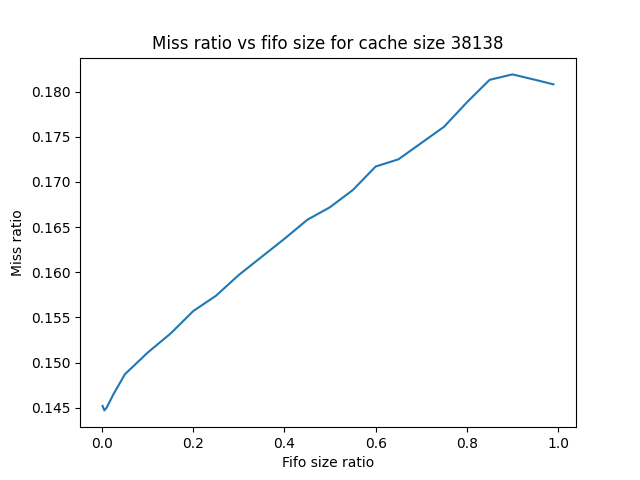 Miss ratio vs fifo size for cache size 38138
Miss ratio
0.180
0.175
0.170
0.165
0.160
0.155
0.150
0.145
0.0 0.2 0.4 0.6 0.8 1.0
Fifo size ratio